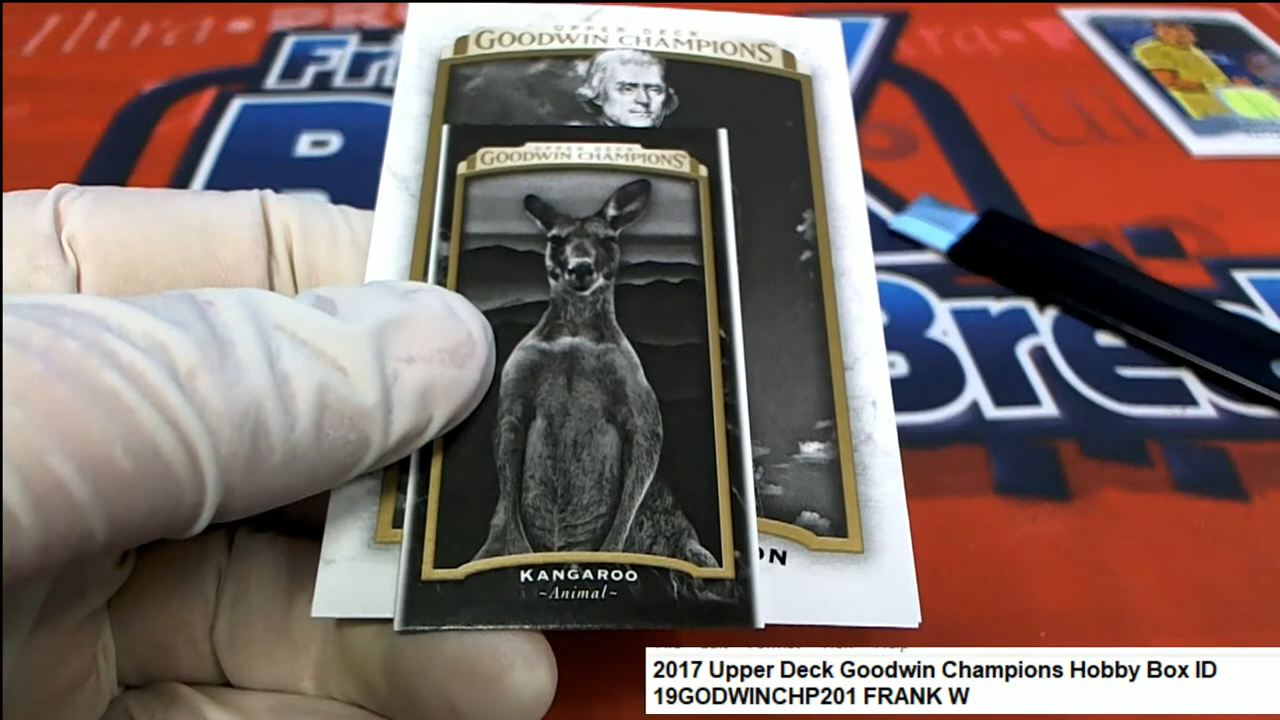 UPPER DECK
GOODWIN CHAMPIONS
UPPER DECK
GOODWIN CHAMPIONS
KANGAROO
~Animal~
ON
Bre
2017 Upper Deck Goodwin Champions Hobby Box ID
19GODWINCHP201 FRANK W